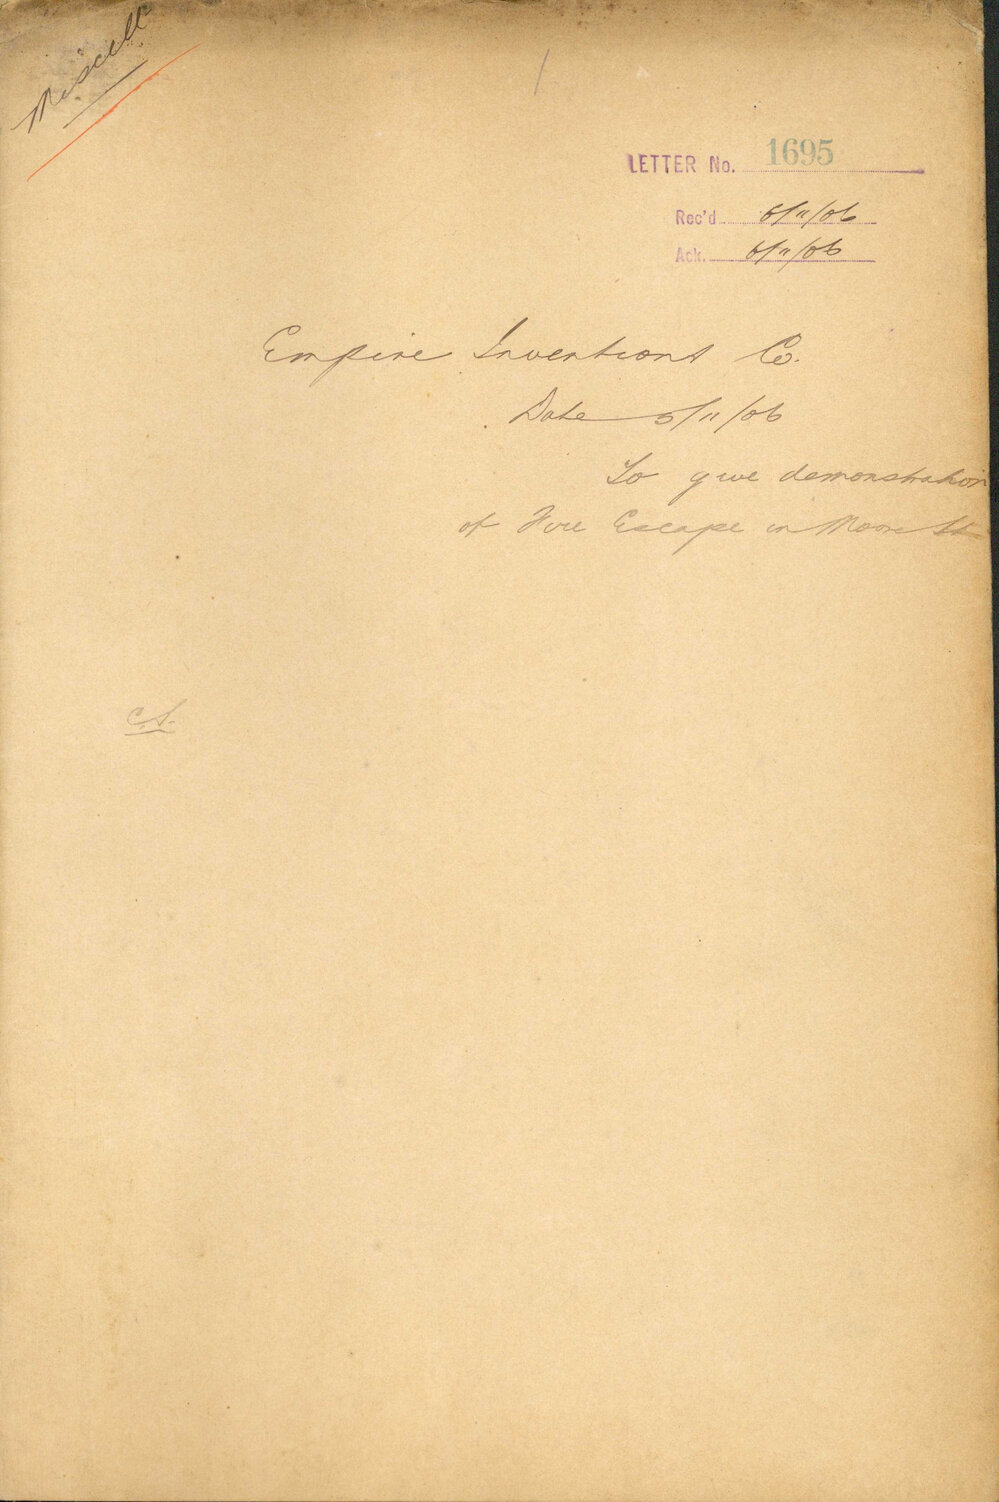 Miscell
LETTER No. 1695
Rec'd 6/11/06
Ack. 6/11/06
Empire Inventions Co.
Date 5/11/06
To give demonstration
of Fire Escape in Moore St